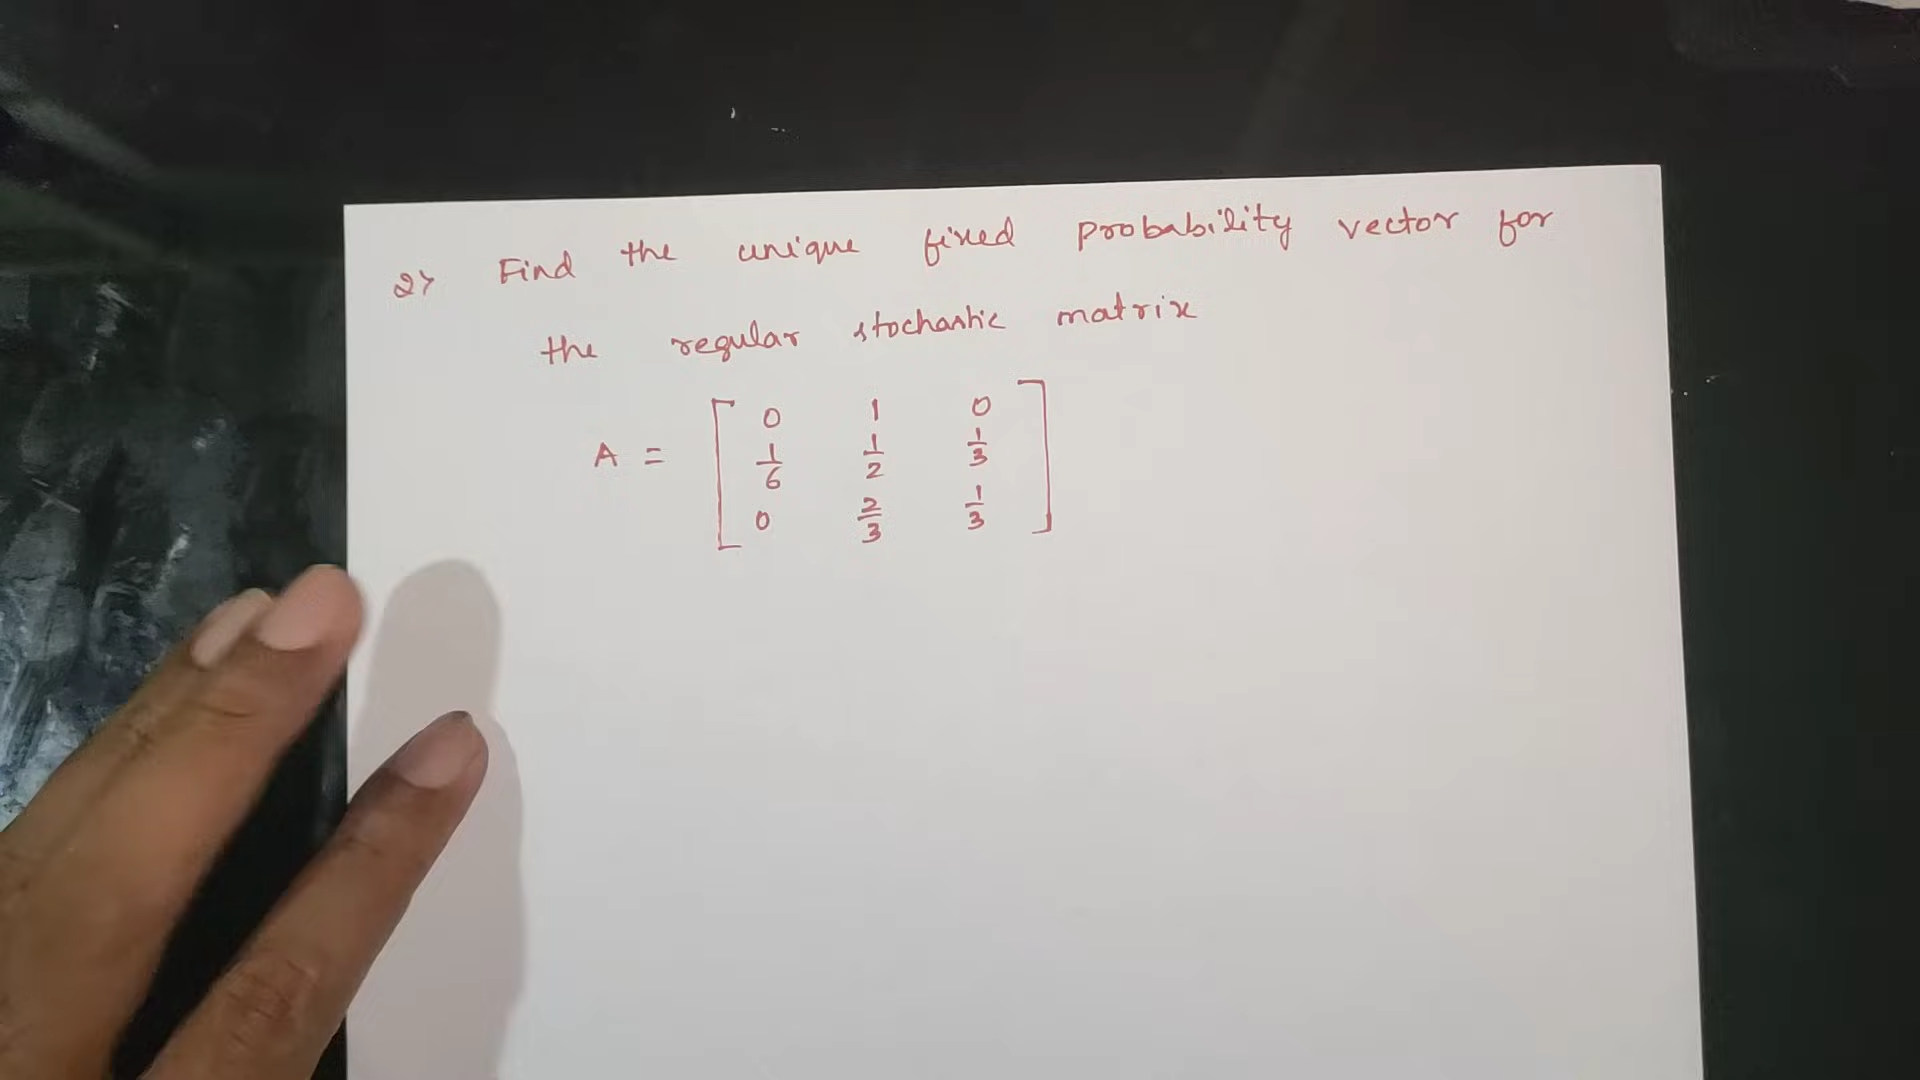 2> Find the unique fixed probability vector for
the regular stochastic matrix
A = [ 0 1 0
1/6 1/2 1/3
0 2/3 1/3 ]